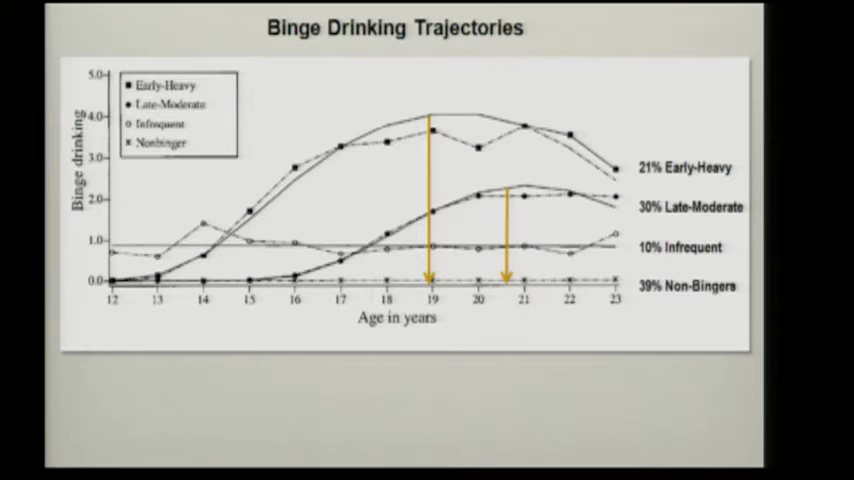 Binge Drinking Trajectories
5.0
4.0
3.0
2.0
1.0
0.0
Binge drinking
Early-Heavy
Late-Moderate
Infrequent
Nonbinger
21% Early-Heavy
30% Late-Moderate
10% Infrequent
39% Non-Bingers
12 13 14 15 16 17 18 19 20 21 22 23
Age in years